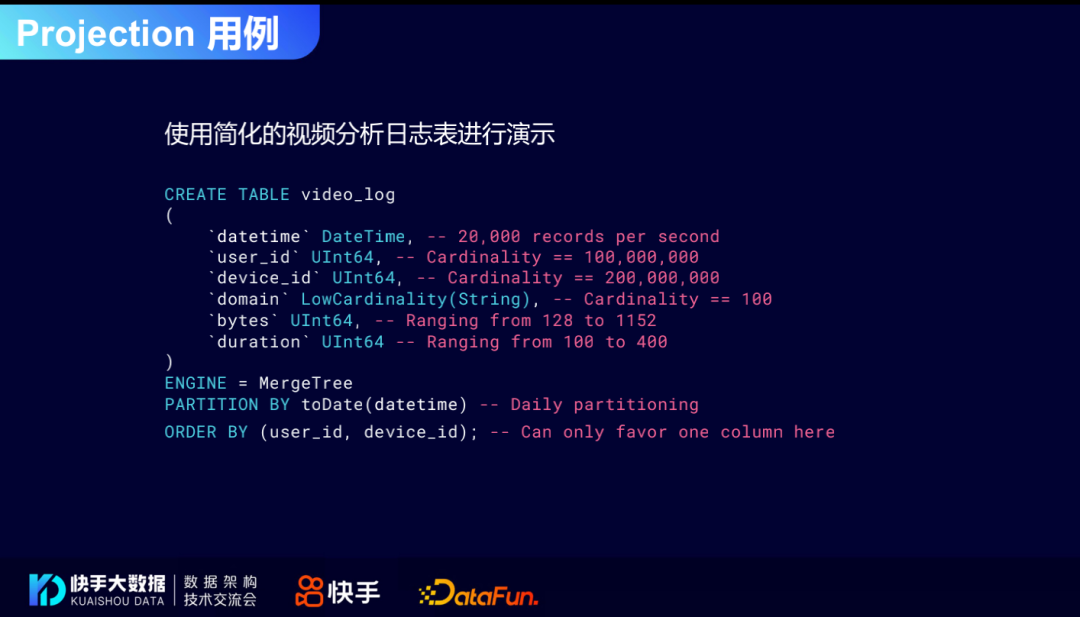 Projection 用例
使用简化的视频分析日志表进行演示
CREATE TABLE video_log
(
    `datetime` DateTime, -- 20,000 records per second
    `user_id` UInt64, -- Cardinality == 100,000,000
    `device_id` UInt64, -- Cardinality == 200,000,000
    `domain` LowCardinality(String), -- Cardinality == 100
    `bytes` UInt64, -- Ranging from 128 to 1152
    `duration` UInt64 -- Ranging from 100 to 400
)
ENGINE = MergeTree
PARTITION BY toDate(datetime) -- Daily partitioning
ORDER BY (user_id, device_id); -- Can only favor one column here
快手大数据
KUAISHOU DATA
数据架构
技术交流会
快手
DataFun.